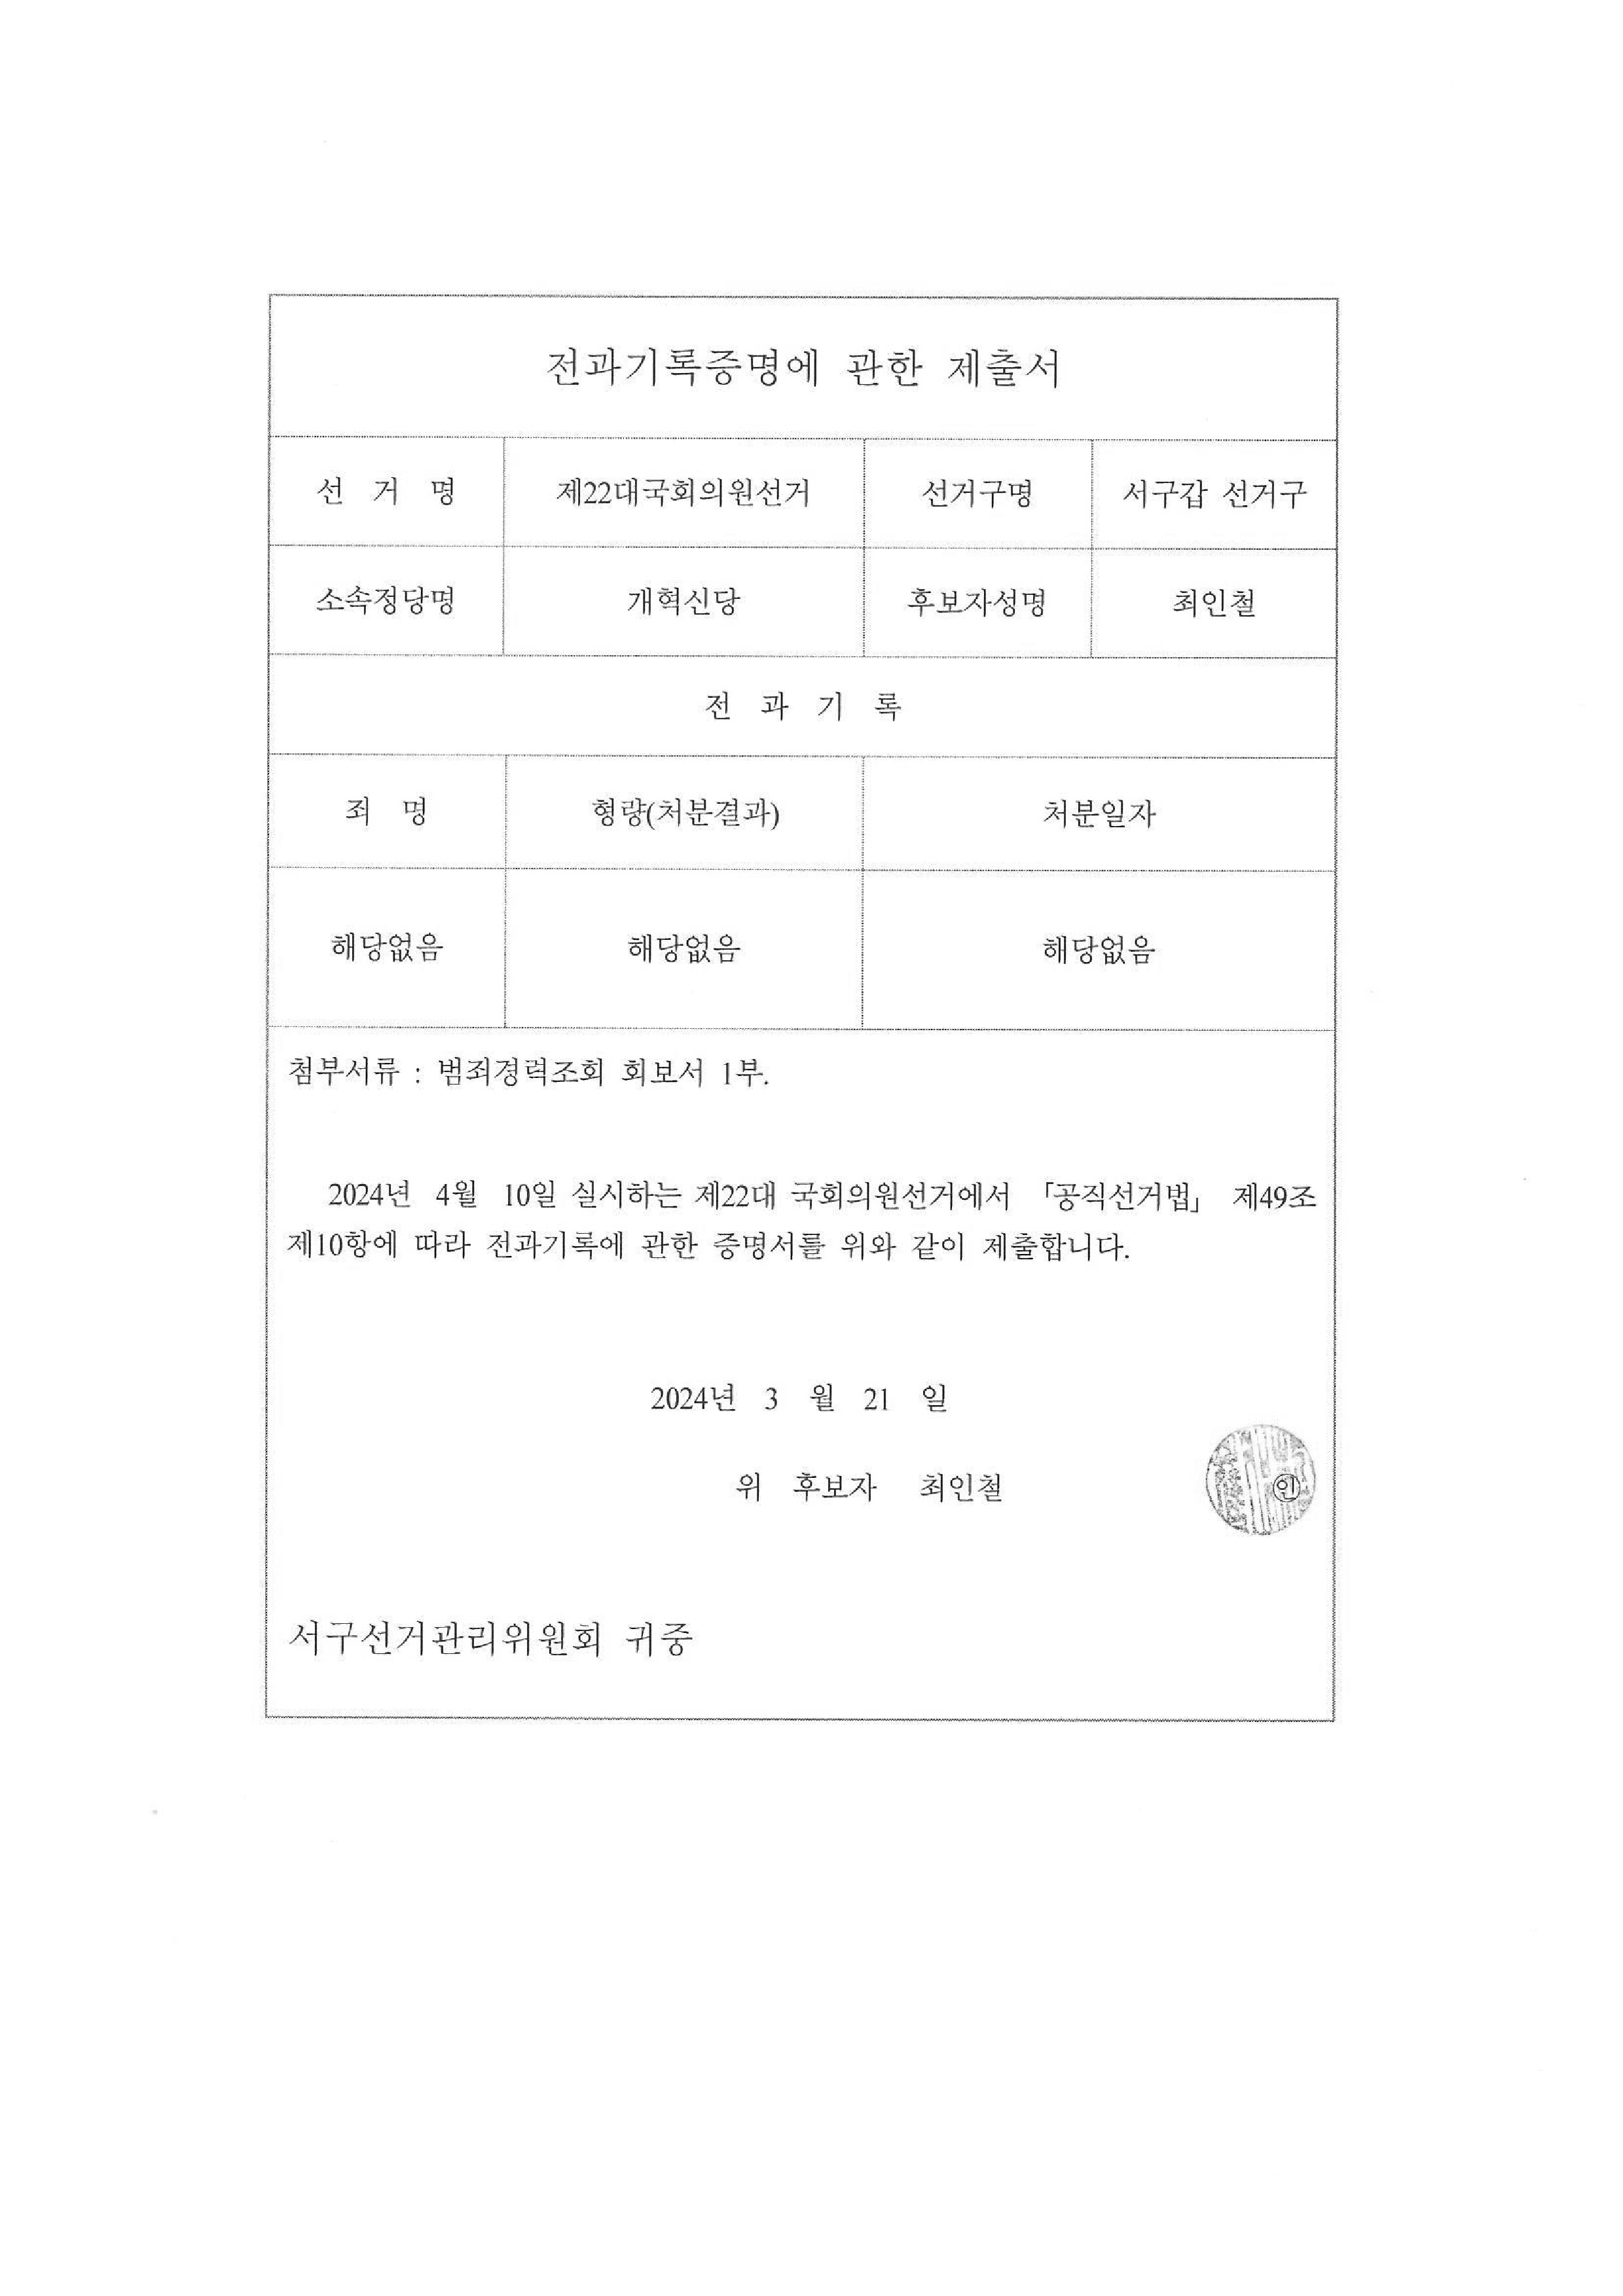 전과기록증명에 관한 제출서
선 거 명 제22대국회의원선거 선거구명 서구갑 선거구
소속정당명 개혁신당 후보자성명 최인철
전 과 기 록
죄 명 형량(처분결과) 처분일자
해당없음 해당없음 해당없음
첨부서류 : 범죄경력조회 회보서 1부.
2024년 4월 10일 실시하는 제22대 국회의원선거에서 「공직선거법」 제49조
제10항에 따라 전과기록에 관한 증명서를 위와 같이 제출합니다.
2024년 3 월 21 일
위 후보자 최인철 ㊞
서구선거관리위원회 귀중